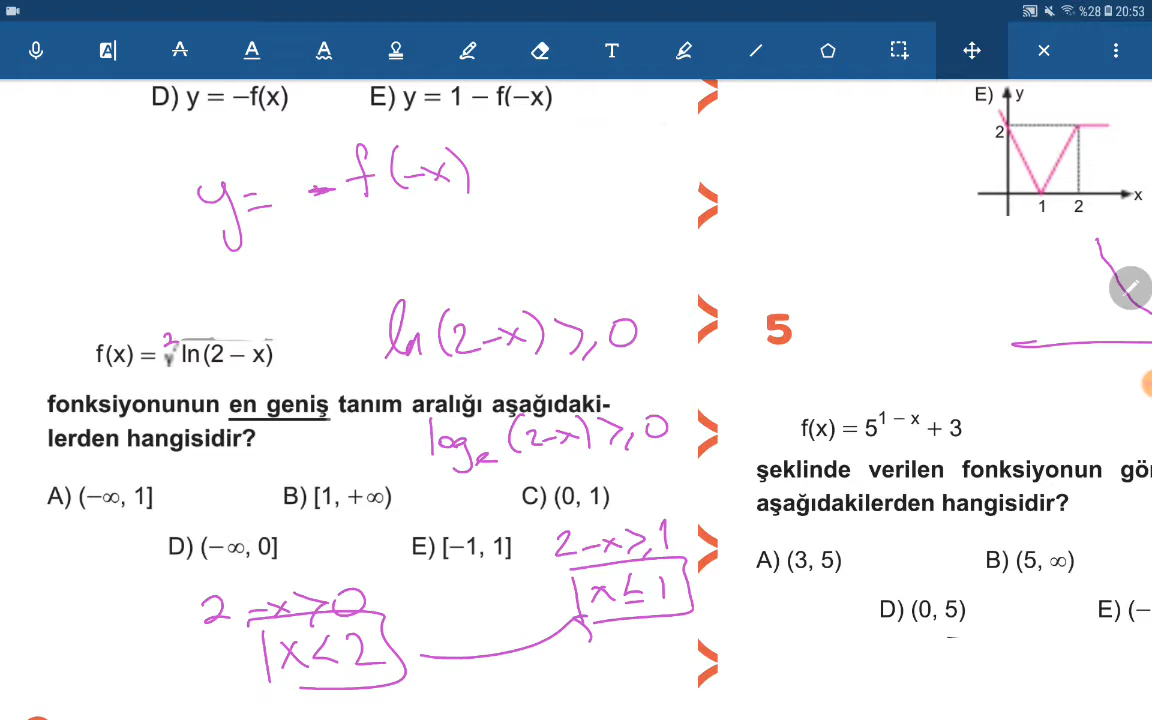 %28 20:53
D) y = −f(x) E) y = 1 − f(−x)
y = -f(-x)
f(x) = √ln(2 − x)
2
ln(2-x) ≥, 0
fonksiyonunun en geniş tanım aralığı aşağıdaki-
lerden hangisidir?
log e (2-x) ≥, 0
A) (−∞, 1] B) [1, +∞) C) (0, 1)
D) (−∞, 0] E) [−1, 1]
2-x ≥, 1
x ≤ 1
2-x > 0
x < 2
E) y
2
1 2 x
5
f(x) = 5^{1 − x} + 3
şeklinde verilen fonksiyonun gör
aşağıdakilerden hangisidir?
A) (3, 5) B) (5, ∞)
D) (0, 5) E) (−